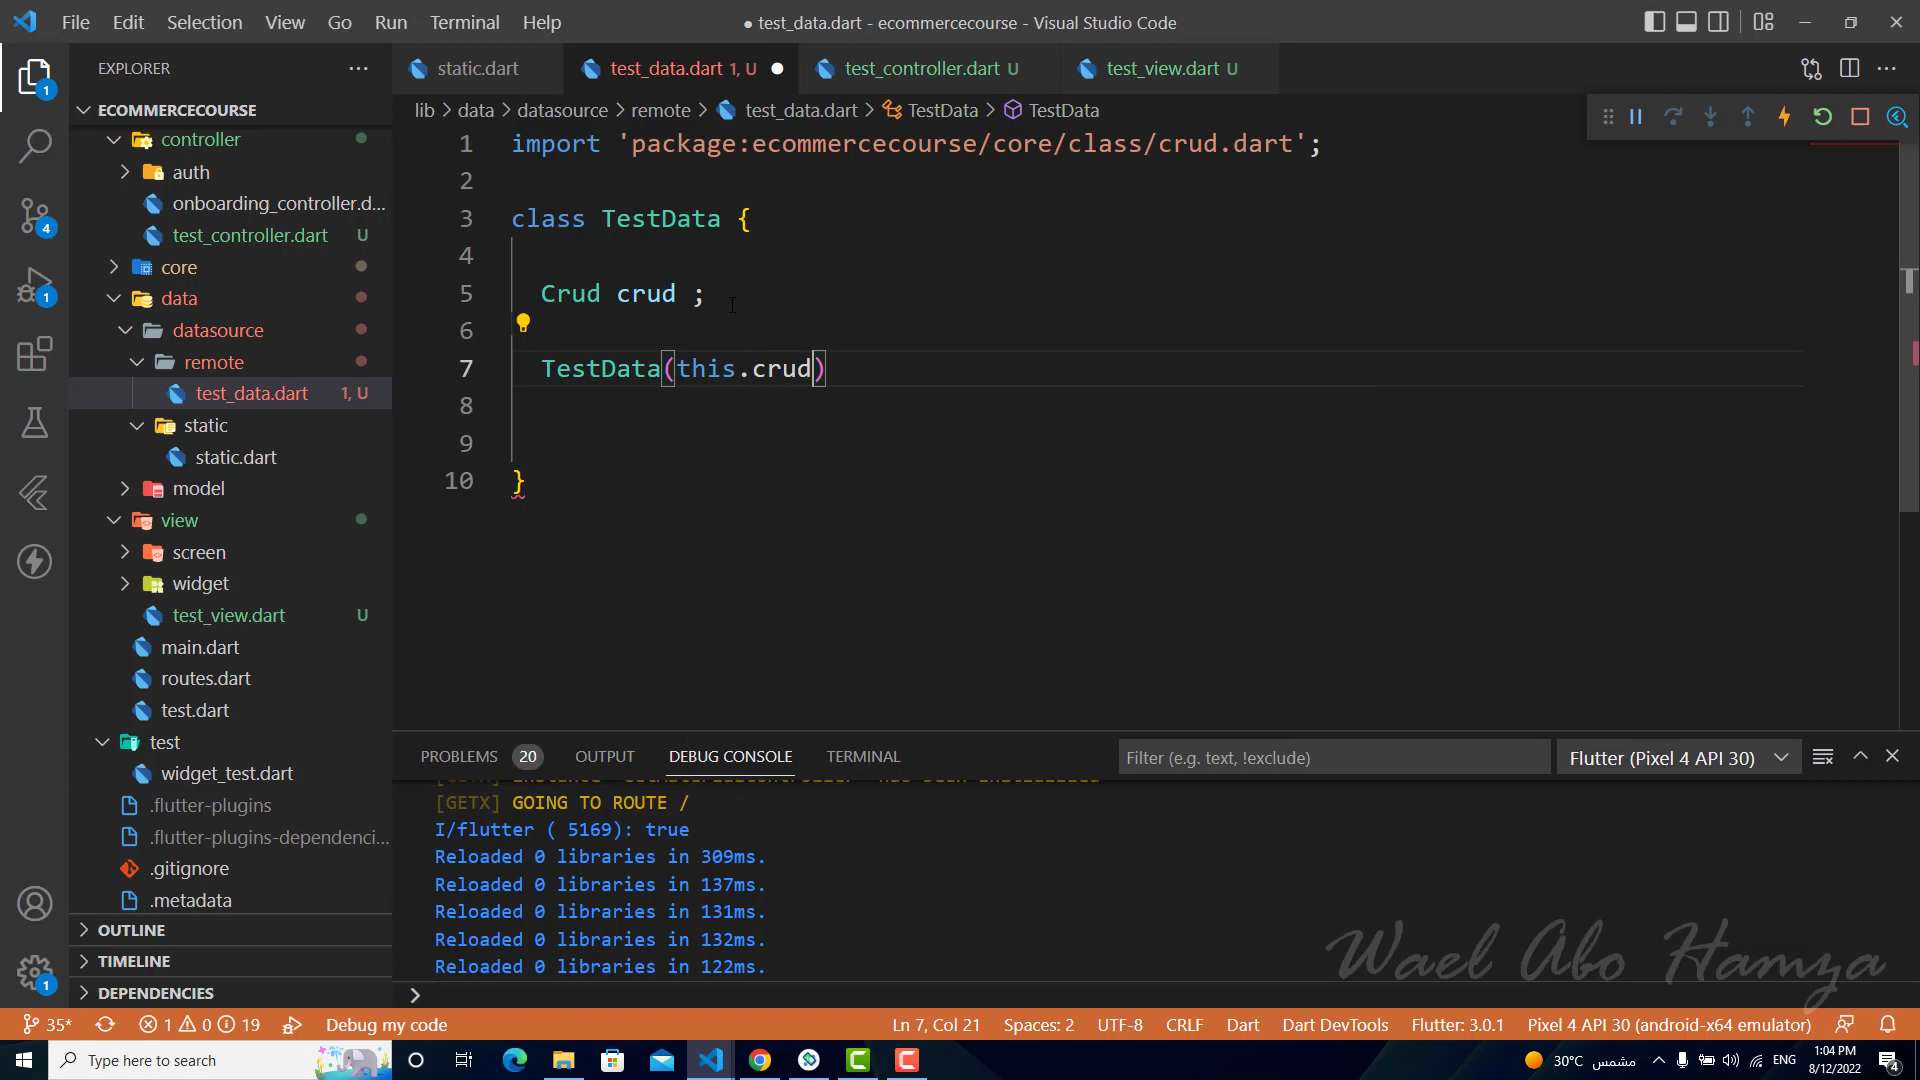 File Edit Selection View Go Run Terminal Help
● test_data.dart - ecommercecourse - Visual Studio Code
EXPLORER
static.dart
test_data.dart 1, U
test_controller.dart U
test_view.dart U
ECOMMERCECOURSE
lib > data > datasource > remote > test_data.dart > TestData > TestData
controller
auth
onboarding_controller.d...
test_controller.dart U
core
data
datasource
remote
test_data.dart 1, U
static
static.dart
model
view
screen
widget
test_view.dart U
main.dart
routes.dart
test.dart
test
widget_test.dart
.flutter-plugins
.flutter-plugins-dependenci...
.gitignore
.metadata
OUTLINE
TIMELINE
DEPENDENCIES
1 import 'package:ecommercecourse/core/class/crud.dart';
2
3 class TestData {
4
5 Crud crud ;
6
7 TestData(this.crud)
8
9
10 }
PROBLEMS 20 OUTPUT DEBUG CONSOLE TERMINAL
Filter (e.g. text, !exclude)
Flutter (Pixel 4 API 30)
[GETX] GOING TO ROUTE /
I/flutter ( 5169): true
Reloaded 0 libraries in 309ms.
Reloaded 0 libraries in 137ms.
Reloaded 0 libraries in 131ms.
Reloaded 0 libraries in 132ms.
Reloaded 0 libraries in 122ms.
Wael Abo Hamza
35* 1 0 19 Debug my code
Ln 7, Col 21 Spaces: 2 UTF-8 CRLF Dart Dart DevTools Flutter: 3.0.1 Pixel 4 API 30 (android-x64 emulator)
Type here to search
30°C مشمس
ENG
1:04 PM
8/12/2022
4
1
4
1
1